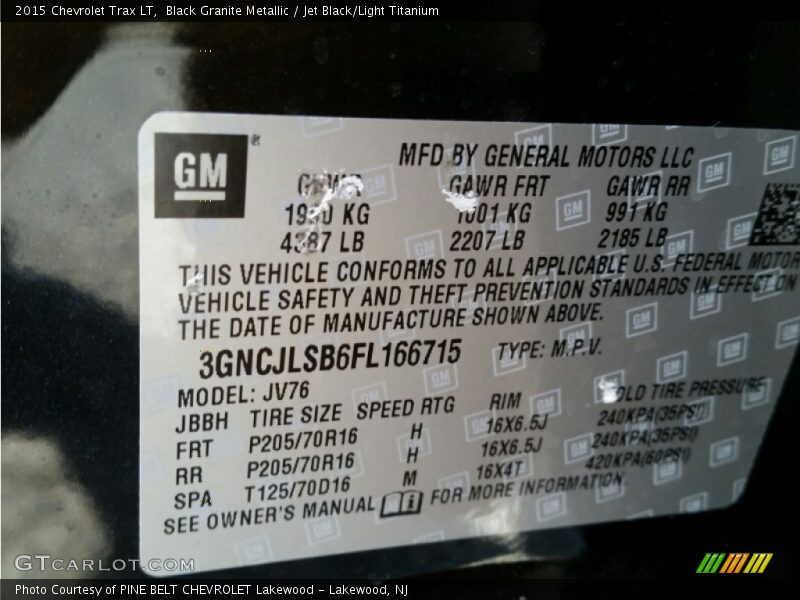 2015 Chevrolet Trax LT, Black Granite Metallic / Jet Black/Light Titanium
GM ®
MFD BY GENERAL MOTORS LLC
GVWR GAWR FRT GAWR RR
KG 1001 KG 991 KG
4387 LB 2207 LB 2185 LB
THIS VEHICLE CONFORMS TO ALL APPLICABLE U.S. FEDERAL MOTOR
VEHICLE SAFETY AND THEFT PREVENTION STANDARDS IN EFFECT ON
THE DATE OF MANUFACTURE SHOWN ABOVE.
3GNCJLSB6FL166715 TYPE: M.P.V.
MODEL: JV76
JBBH TIRE SIZE SPEED RTG RIM COLD TIRE PRESSURE
FRT P205/70R16 H 16X6.5J 240KPA(35PSI)
RR P205/70R16 H 16X6.5J 240KPA(35PSI)
SPA T125/70D16 M 16X4T 420KPA(60PSI)
SEE OWNER'S MANUAL FOR MORE INFORMATION.
GTCARLOT.COM
Photo Courtesy of PINE BELT CHEVROLET Lakewood - Lakewood, NJ